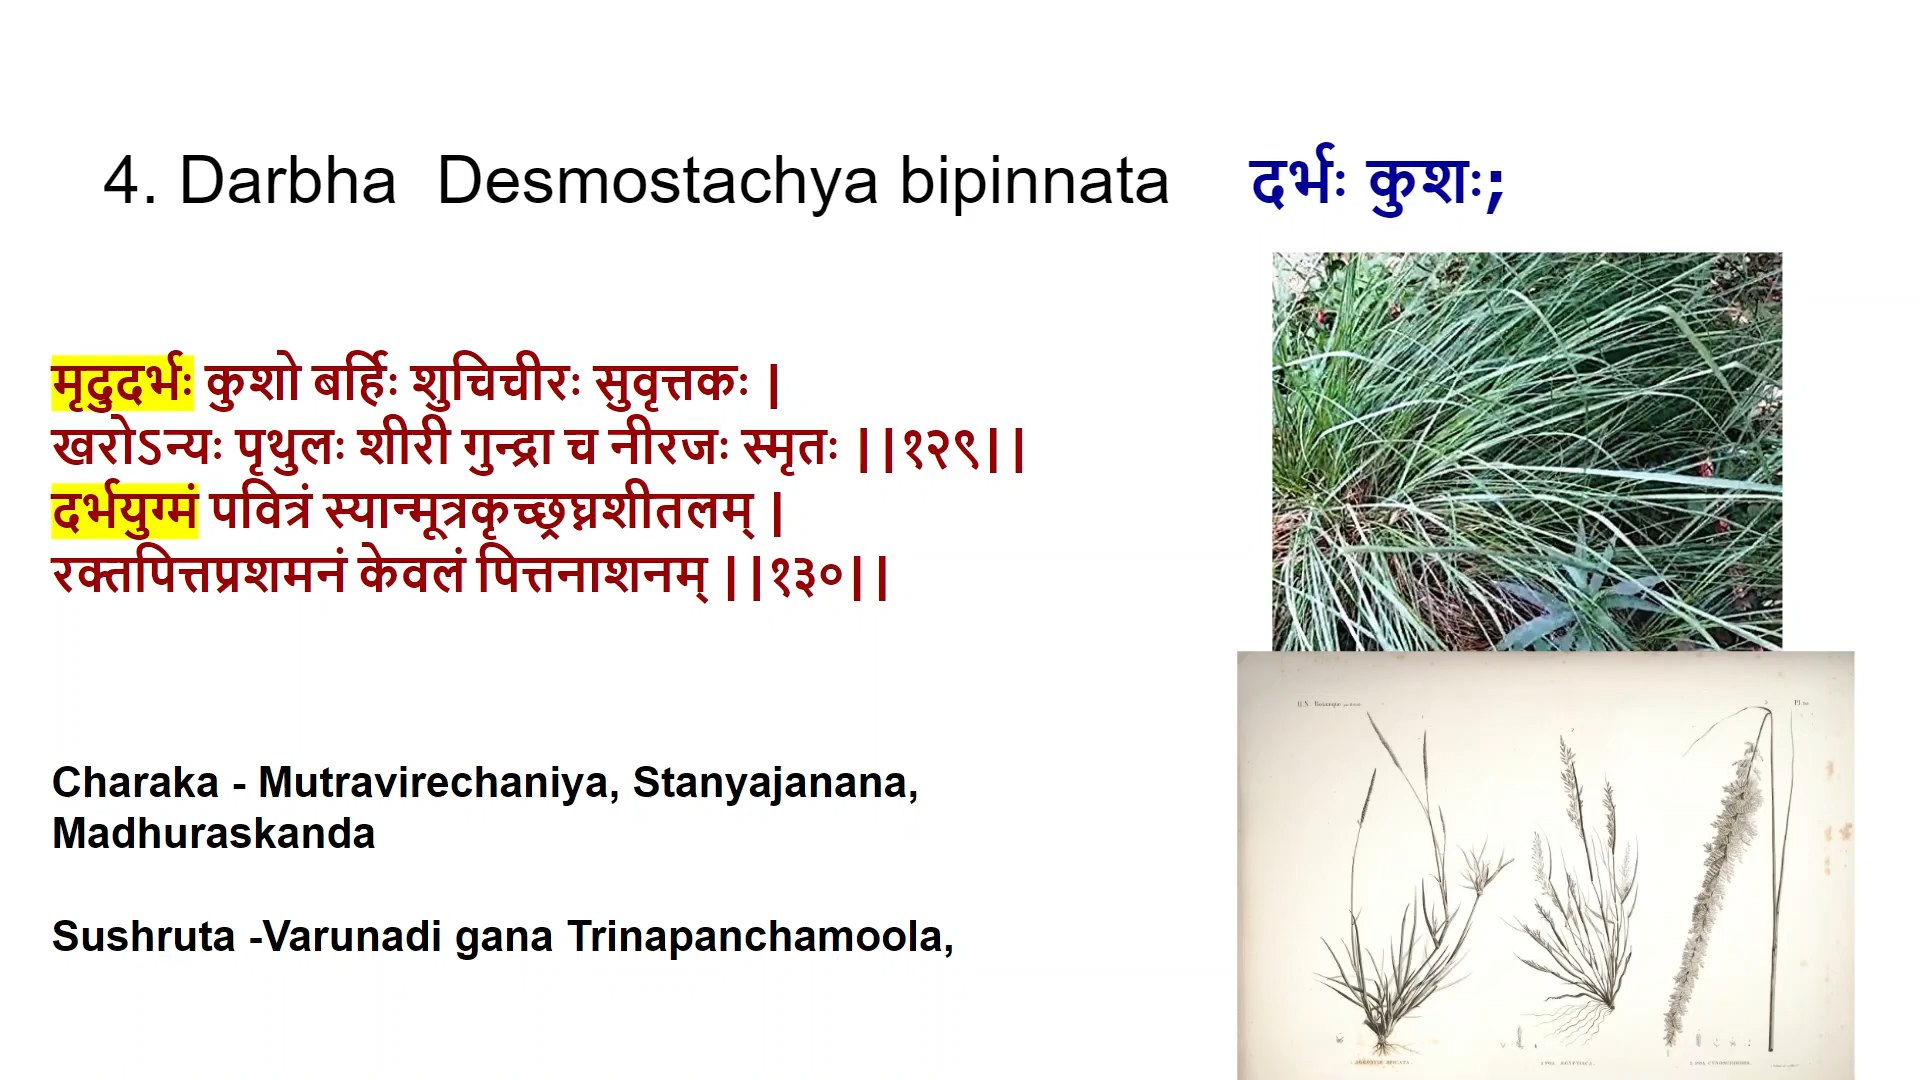 4. Darbha Desmostachya bipinnata दर्भः कुशः;
मृदुदर्भः कुशो बर्हिः शुचिचीरः सुवृत्तकः |
खरोऽन्यः पृथुलः शीरी गुन्द्रा च नीरजः स्मृतः ||१२९||
दर्भयुग्मं पवित्रं स्यान्मूत्रकृच्छ्रघ्नशीतलम् |
रक्तपित्तप्रशमनं केवलं पित्तनाशनम् ||१३०||
Charaka - Mutravirechaniya, Stanyajanana,
Madhuraskanda
Sushruta -Varunadi gana Trinapanchamoola,